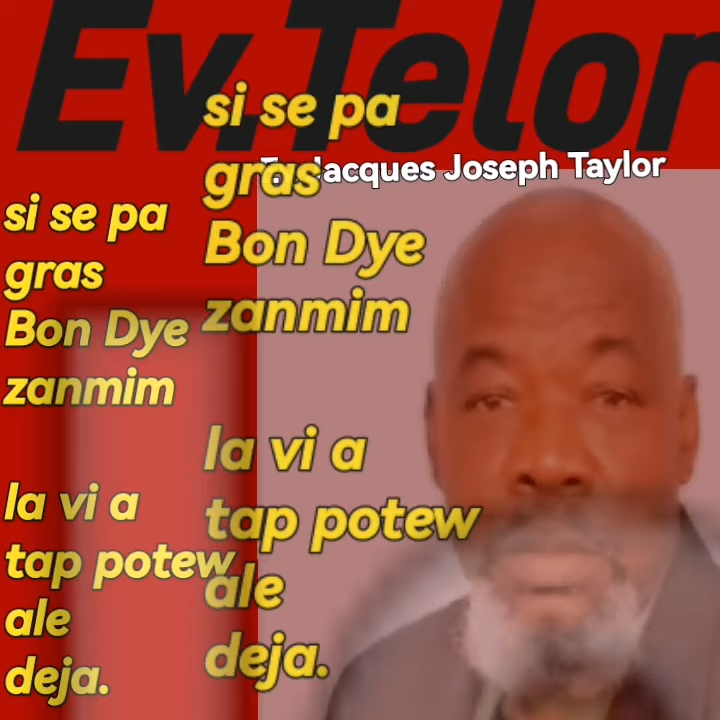 Ev.Telor
Jacques Joseph Taylor
si se pa
gras
Bon Dye
zanmim
la vi a
tap potew
ale
deja.
si se pa
gras
Bon Dye
zanmim
la vi a
tap potew
ale
deja.